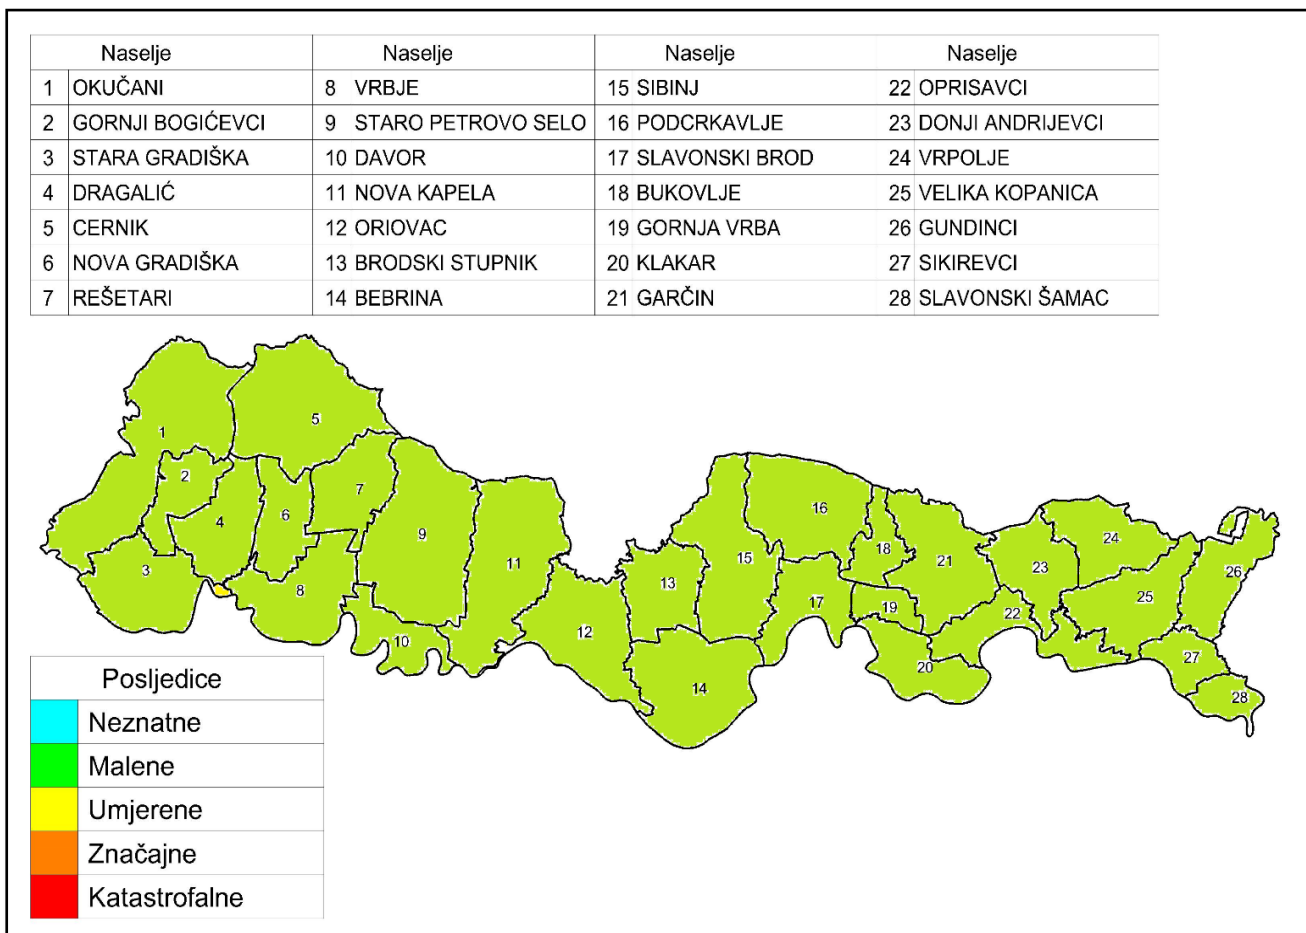 Naselje Naselje Naselje Naselje
1 OKUČANI 8 VRBJE 15 SIBINJ 22 OPRISAVCI
2 GORNJI BOGIĆEVCI 9 STARO PETROVO SELO 16 PODCRKAVLJE 23 DONJI ANDRIJEVCI
3 STARA GRADIŠKA 10 DAVOR 17 SLAVONSKI BROD 24 VRPOLJE
4 DRAGALIĆ 11 NOVA KAPELA 18 BUKOVLJE 25 VELIKA KOPANICA
5 CERNIK 12 ORIOVAC 19 GORNJA VRBA 26 GUNDINCI
6 NOVA GRADIŠKA 13 BRODSKI STUPNIK 20 KLAKAR 27 SIKIREVCI
7 REŠETARI 14 BEBRINA 21 GARČIN 28 SLAVONSKI ŠAMAC
5
1
2
7
16
6
4
9
24
18
11
15
21
3
23
26
13
8
25
17
19
22
12
10
27
20
14
28
Posljedice
Neznatne
Malene
Umjerene
Značajne
Katastrofalne